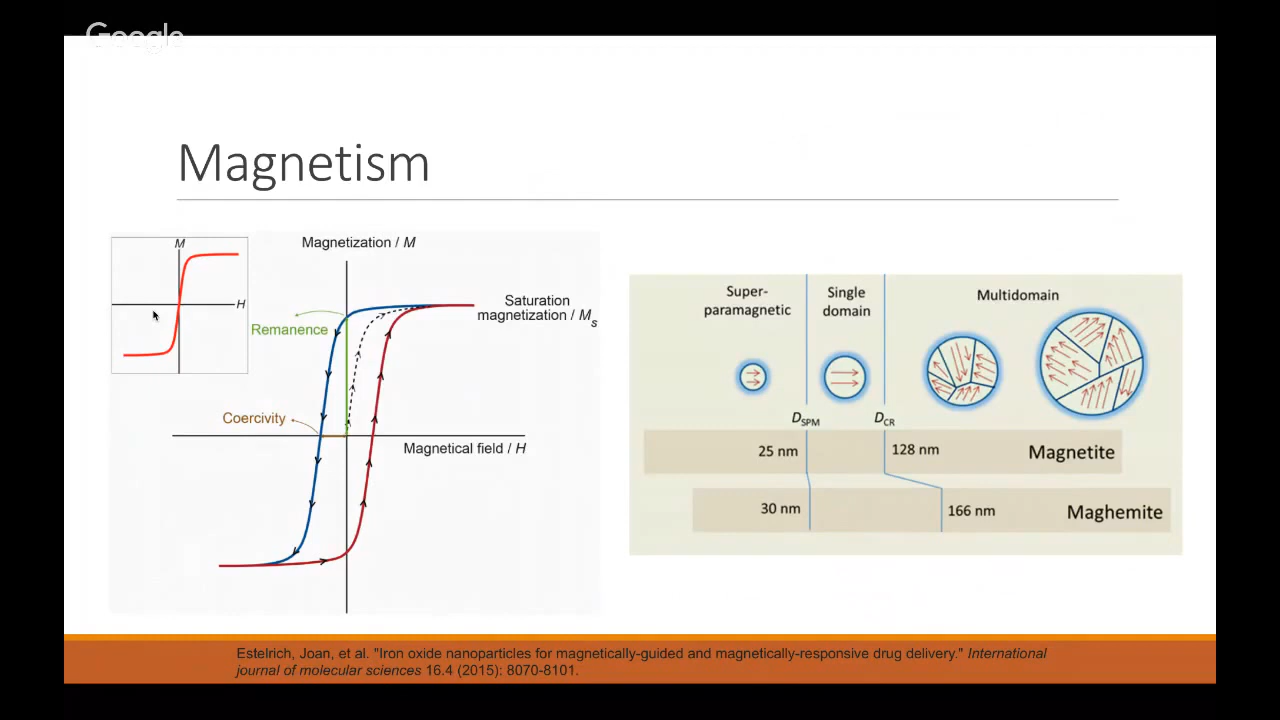 Google
Magnetism
M
H
Magnetization / M
Saturation
magnetization / Ms
Remanence
Coercivity
Magnetical field / H
Super-
paramagnetic
Single
domain
Multidomain
DSPM
DCR
25 nm
128 nm
Magnetite
30 nm
166 nm
Maghemite
Estelrich, Joan, et al. "Iron oxide nanoparticles for magnetically-guided and magnetically-responsive drug delivery." International
journal of molecular sciences 16.4 (2015): 8070-8101.